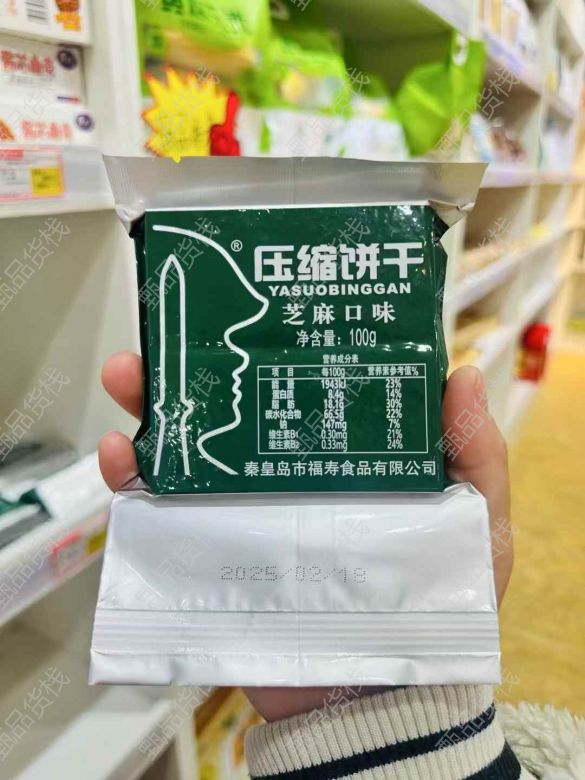 ®
压缩饼干
YASUOBINGGAN
芝麻口味
净含量：100g
营养成分表
项 目 每100g 营养素参考值%
能 量 1943kJ 23%
蛋白质 8.4g 14%
脂 肪 18.1g 30%
碳水化合物 66.5g 22%
钠 147mg 7%
维生素B₁ 0.30mg 21%
维生素B₂ 0.33mg 24%
秦皇岛市福寿食品有限公司
2025/02/18
甄品货栈